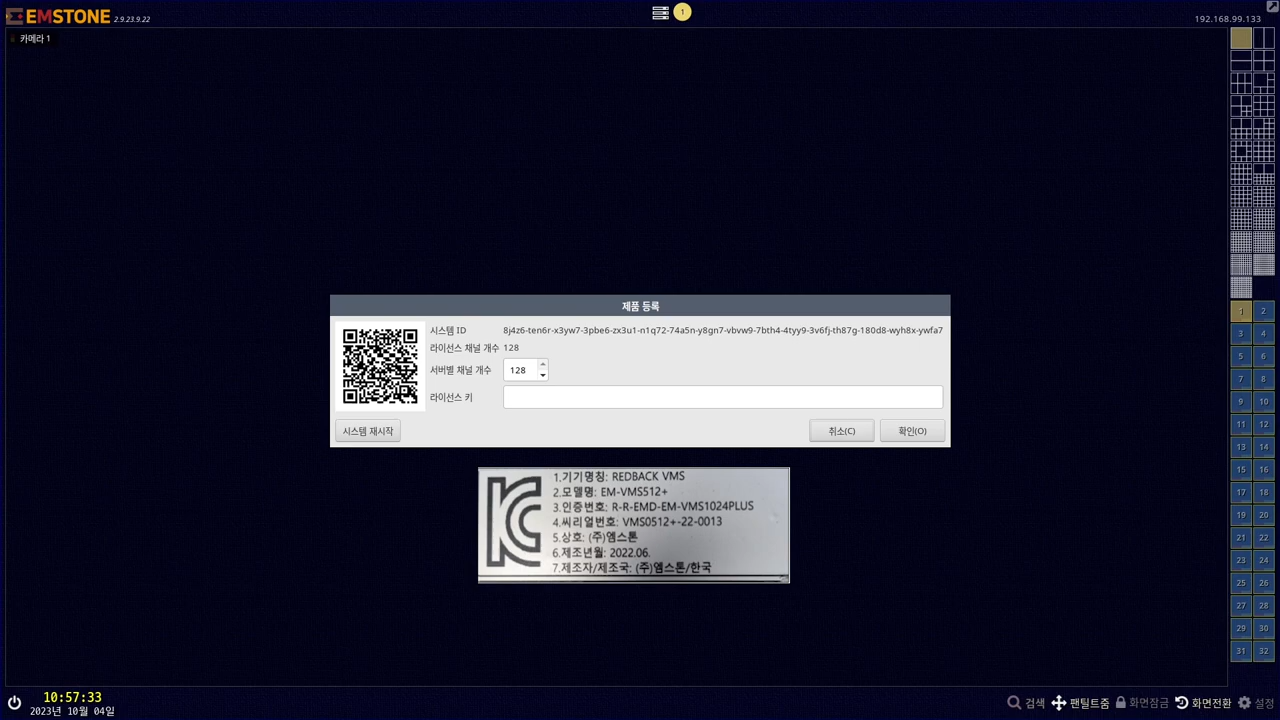 EMSTONE 2.9.23.9.22
1
192.168.99.133
카메라 1
제품 등록
시스템 ID 8j4z6-ten6r-x3yw7-3pbe6-zx3u1-n1q72-74a5n-y8gn7-vbvw9-7bth4-4tyy9-3v6fj-th87g-180d8-wyh8x-ywfa7
라이선스 채널 개수 128
서버별 채널 개수 128
라이선스 키
시스템 재시작 취소(C) 확인(O)
1.기기명칭: REDBACK VMS
2.모델명: EM-VMS512+
3.인증번호: R-R-EMD-EM-VMS1024PLUS
4.씨리얼번호: VMS0512+-22-0013
5.상호: (주)엠스톤
6.제조년월: 2022.06.
7.제조자/제조국: (주)엠스톤/한국
1 2
3 4
5 6
7 8
9 10
11 12
13 14
15 16
17 18
19 20
21 22
23 24
25 26
27 28
29 30
31 32
10:57:33
2023년 10월 04일
검색 팬틸트줌 화면잠금 화면전환 설정